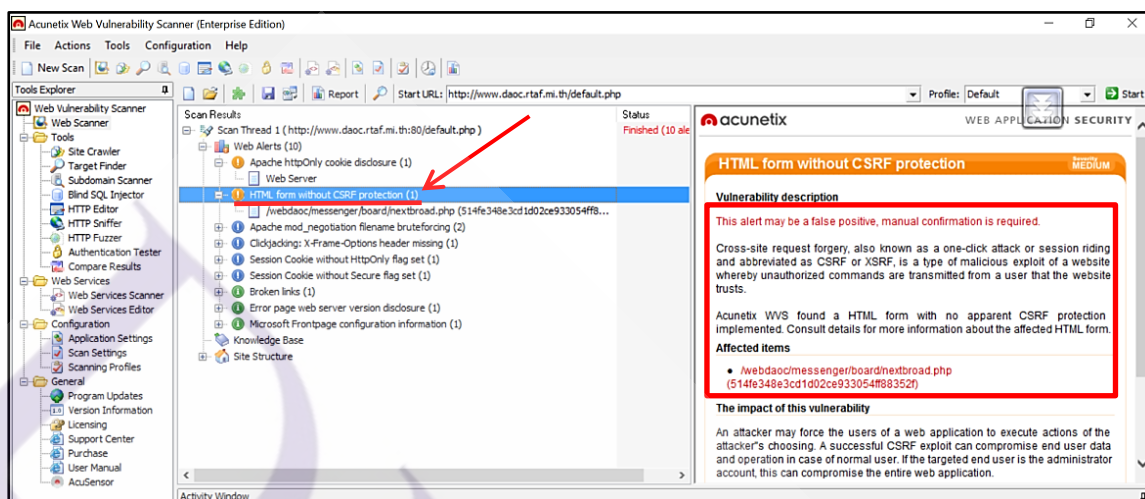 Acunetix Web Vulnerability Scanner (Enterprise Edition)
File Actions Tools Configuration Help
New Scan
Report
Start URL: http://www.daoc.rtaf.mi.th/default.php
Profile: Default
Start
Tools Explorer
Web Vulnerability Scanner
Web Scanner
Tools
Site Crawler
Target Finder
Subdomain Scanner
Blind SQL Injector
HTTP Editor
HTTP Sniffer
HTTP Fuzzer
Authentication Tester
Compare Results
Web Services
Web Services Scanner
Web Services Editor
Configuration
Application Settings
Scan Settings
Scanning Profiles
General
Program Updates
Version Information
Licensing
Support Center
Purchase
User Manual
AcuSensor
Scan Results
Status
Scan Thread 1 ( http://www.daoc.rtaf.mi.th:80/default.php )
Finished (10 ale
Web Alerts (10)
Apache httpOnly cookie disclosure (1)
Web Server
HTML form without CSRF protection (1)
/webdaoc/messenger/board/nextbroad.php (514fe348e3cd1d02ce933054ff8...
Apache mod_negotiation filename bruteforcing (2)
Clickjacking: X-Frame-Options header missing (1)
Session Cookie without HttpOnly flag set (1)
Session Cookie without Secure flag set (1)
Broken links (1)
Error page web server version disclosure (1)
Microsoft Frontpage configuration information (1)
Knowledge Base
Site Structure
Activity Window
acunetix
WEB APPLICATION SECURITY
HTML form without CSRF protection
Severity
MEDIUM
Vulnerability description
This alert may be a false positive, manual confirmation is required.
Cross-site request forgery, also known as a one-click attack or session riding
and abbreviated as CSRF or XSRF, is a type of malicious exploit of a website
whereby unauthorized commands are transmitted from a user that the website
trusts.
Acunetix WVS found a HTML form with no apparent CSRF protection
implemented. Consult details for more information about the affected HTML form.
Affected items
/webdaoc/messenger/board/nextbroad.php
(514fe348e3cd1d02ce933054ff88352f)
The impact of this vulnerability
An attacker may force the users of a web application to execute actions of the
attacker"s choosing. A successful CSRF exploit can compromise end user data
and operation in case of normal user. If the targeted end user is the administrator
account, this can compromise the entire web application.